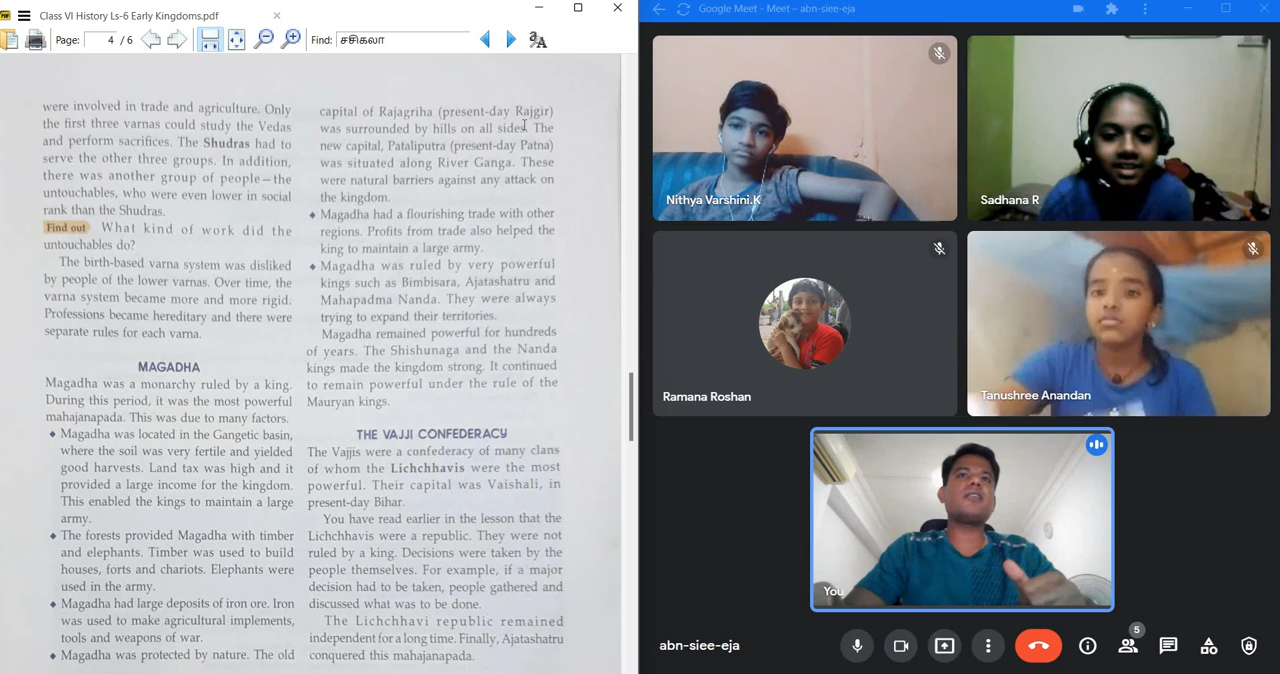 Class VI History Ls-6 Early Kingdoms.pdf
Page: 4 / 6
Find:
were involved in trade and agriculture. Only
the first three varnas could study the Vedas
and perform sacrifices. The Shudras had to
serve the other three groups. In addition,
there was another group of people—the
untouchables, who were even lower in social
rank than the Shudras.
Find out What kind of work did the
untouchables do?
The birth-based varna system was disliked
by people of the lower varnas. Over time, the
varna system became more and more rigid.
Professions became hereditary and there were
separate rules for each varna.
MAGADHA
Magadha was a monarchy ruled by a king.
During this period, it was the most powerful
mahajanapada. This was due to many factors.
◆ Magadha was located in the Gangetic basin,
where the soil was very fertile and yielded
good harvests. Land tax was high and it
provided a large income for the kingdom.
This enabled the kings to maintain a large
army.
◆ The forests provided Magadha with timber
and elephants. Timber was used to build
houses, forts and chariots. Elephants were
used in the army.
◆ Magadha had large deposits of iron ore. Iron
was used to make agricultural implements,
tools and weapons of war.
◆ Magadha was protected by nature. The old
capital of Rajagriha (present-day Rajgir)
was surrounded by hills on all sides. The
new capital, Pataliputra (present-day Patna)
was situated along River Ganga. These
were natural barriers against any attack on
the kingdom.
◆ Magadha had a flourishing trade with other
regions. Profits from trade also helped the
king to maintain a large army.
◆ Magadha was ruled by very powerful
kings such as Bimbisara, Ajatashatru and
Mahapadma Nanda. They were always
trying to expand their territories.
Magadha remained powerful for hundreds
of years. The Shishunaga and the Nanda
kings made the kingdom strong. It continued
to remain powerful under the rule of the
Mauryan kings.
THE VAJJI CONFEDERACY
The Vajjis were a confederacy of many clans
of whom the Lichchhavis were the most
powerful. Their capital was Vaishali, in
present-day Bihar.
You have read earlier in the lesson that the
Lichchhavis were a republic. They were not
ruled by a king. Decisions were taken by the
people themselves. For example, if a major
decision had to be taken, people gathered and
discussed what was to be done.
The Lichchhavi republic remained
independent for a long time. Finally, Ajatashatru
conquered this mahajanapada.
Google Meet - Meet – abn-siee-eja
Nithya Varshini.K
Sadhana R
Ramana Roshan
Tanushree Anandan
You
abn-siee-eja
5